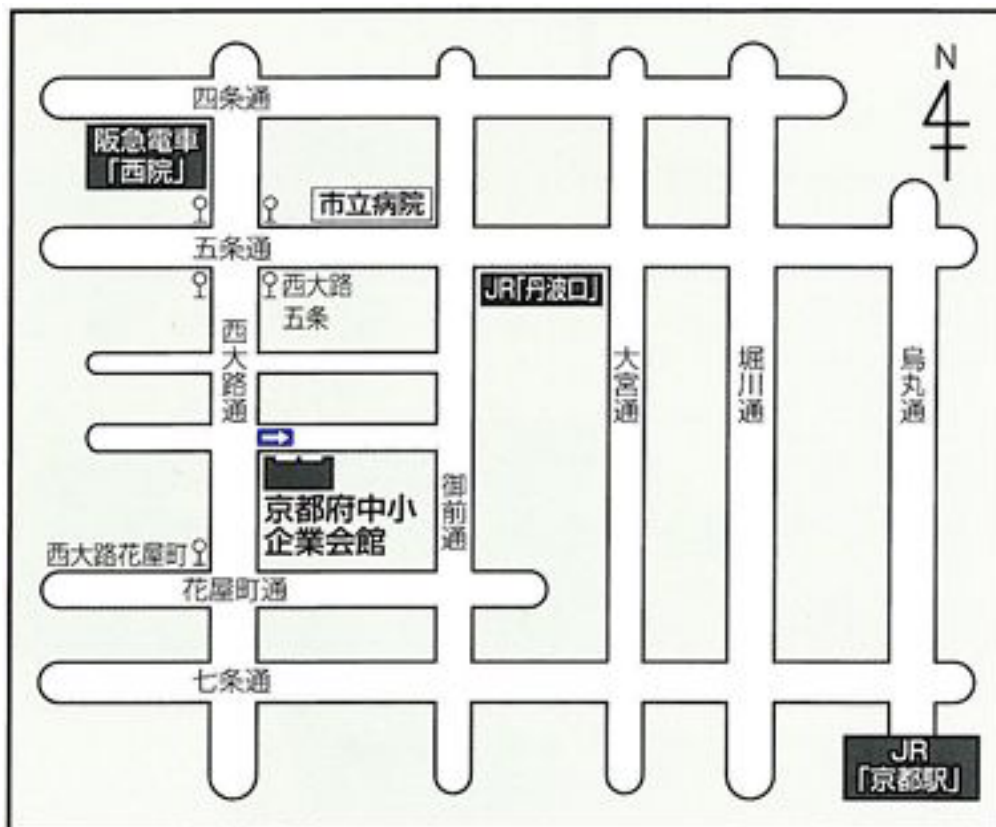 N
四条通
阪急電車
「西院」
市立病院
五条通
JR「丹波口」
西大路
五条
西大路通
大宮通
堀川通
烏丸通
御前通
京都府中小
企業会館
西大路花屋町
花屋町通
七条通
JR
「京都駅」